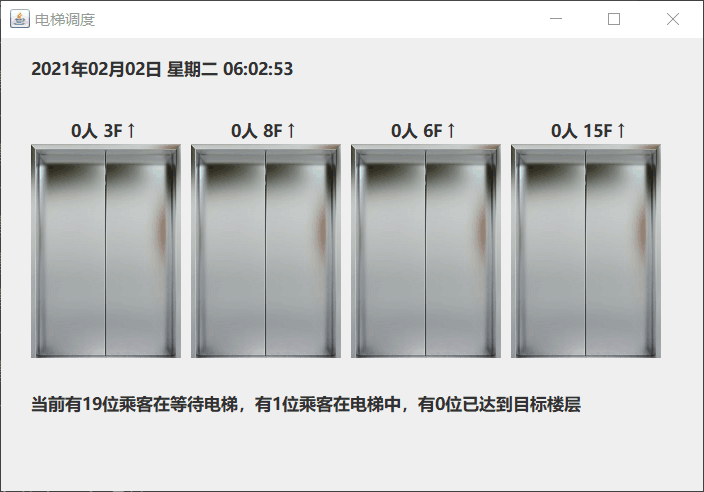 电梯调度
2021年02月02日 星期二 06:02:53
0人 3F↑ 0人 8F↑ 0人 6F↑ 0人 15F↑
当前有19位乘客在等待电梯，有1位乘客在电梯中，有0位已达到目标楼层